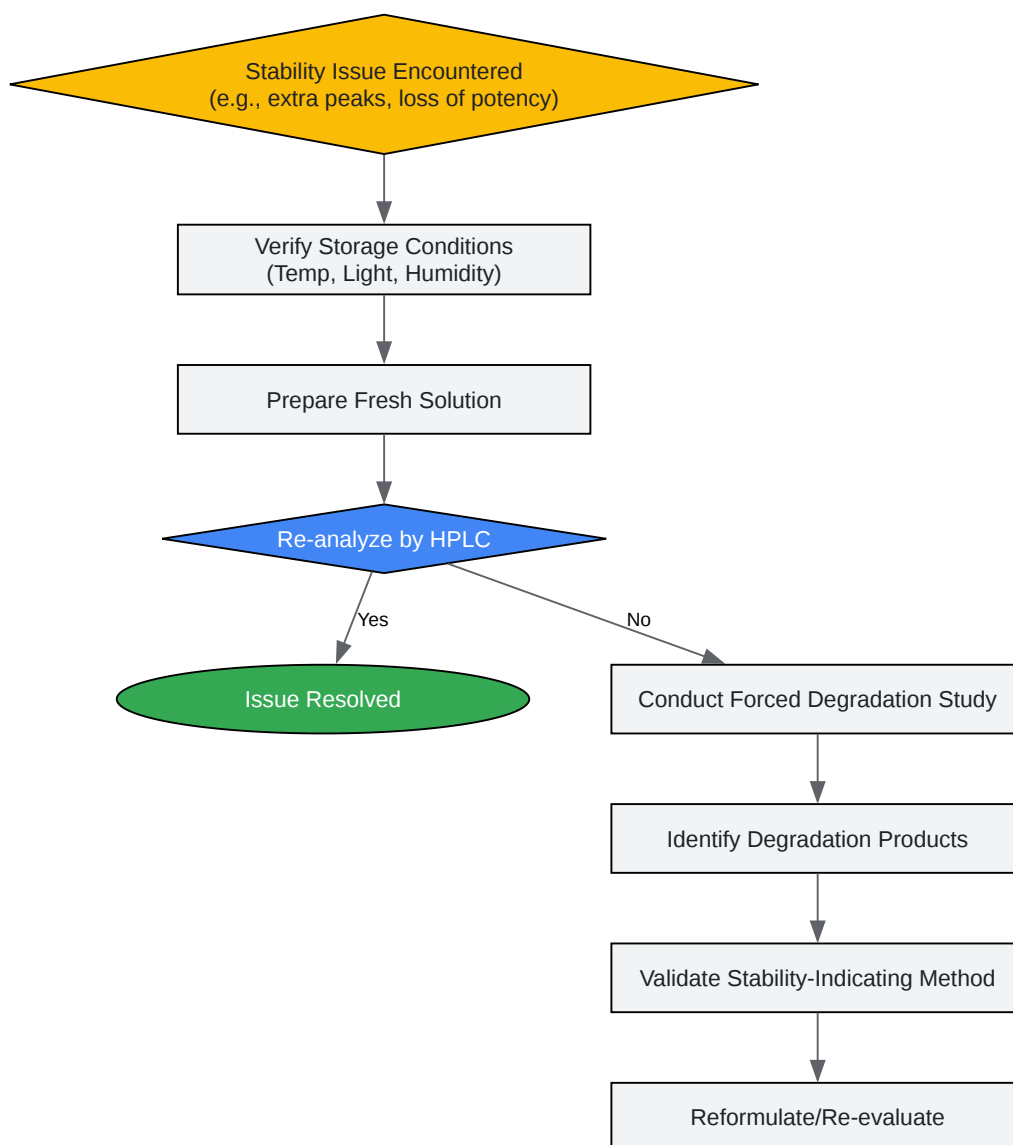 Stability Issue Encountered
(e.g., extra peaks, loss of potency)
Verify Storage Conditions
(Temp, Light, Humidity)
Prepare Fresh Solution
Re-analyze by HPLC
Yes
No
Issue Resolved
Conduct Forced Degradation Study
Identify Degradation Products
Validate Stability-Indicating Method
Reformulate/Re-evaluate